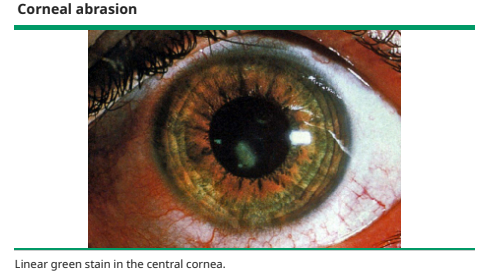 Corneal abrasion
Linear green stain in the central cornea.